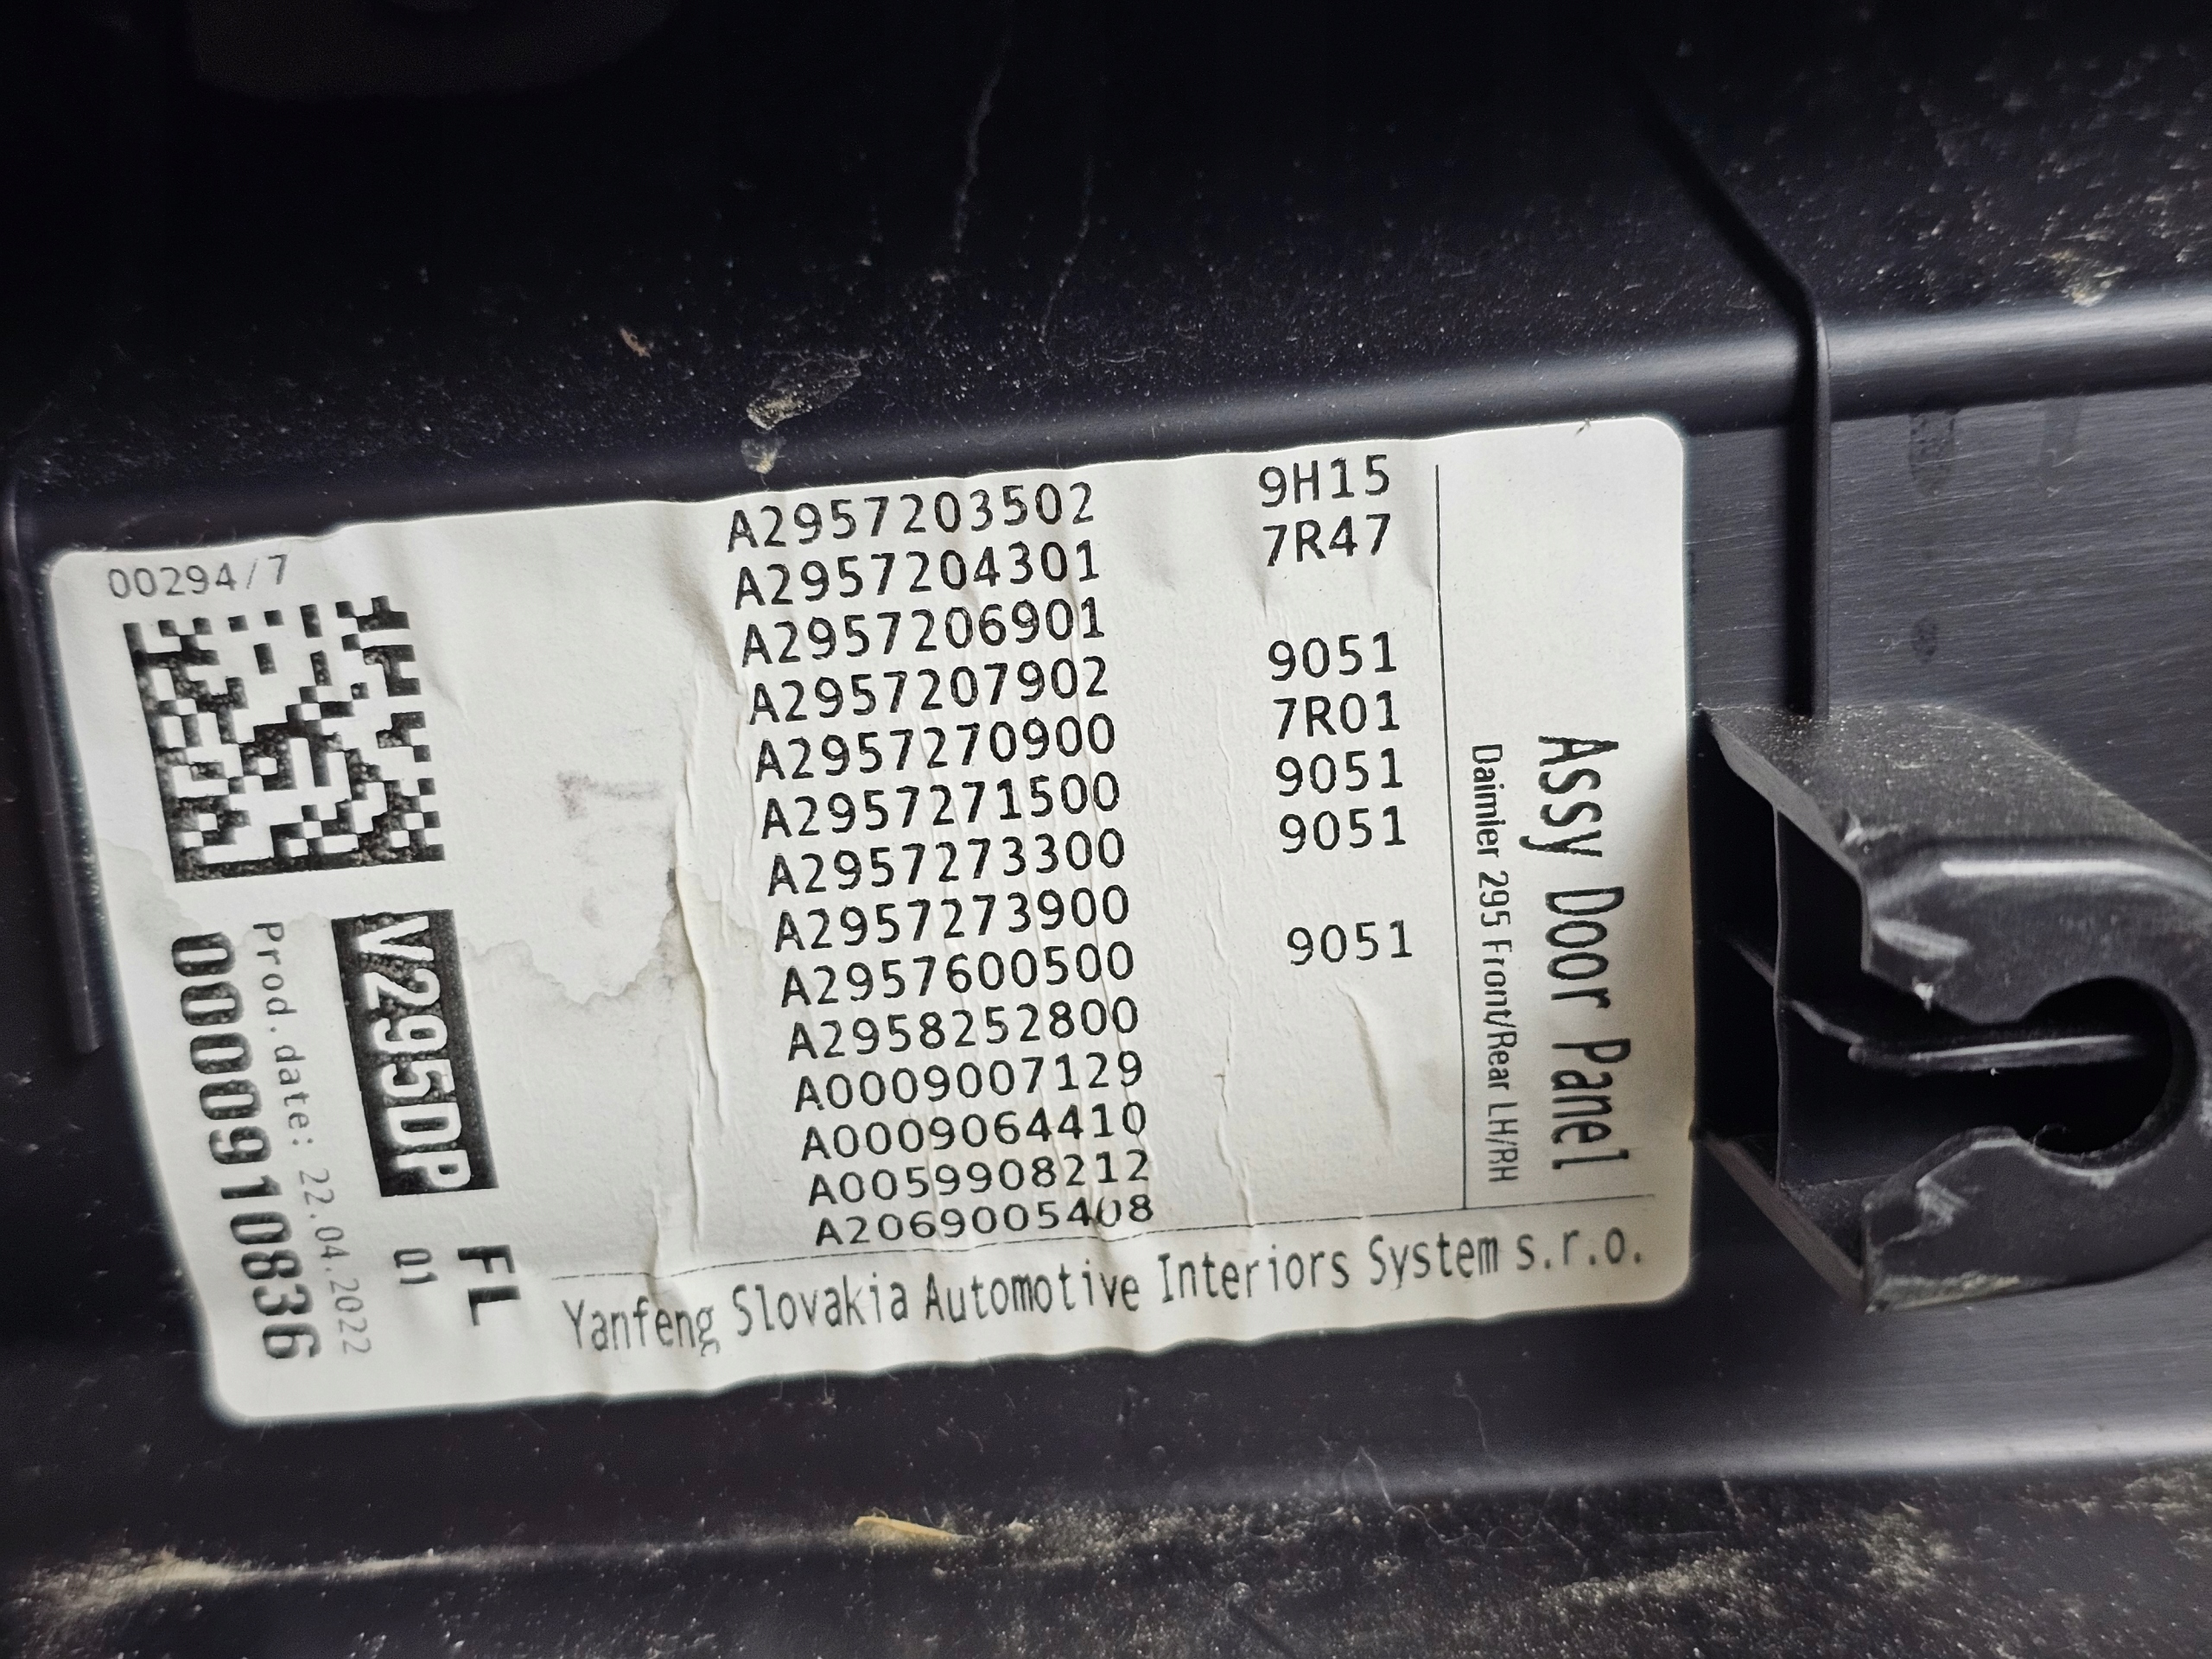 00294/7
A2957203502 9H15
A2957204301 7R47
A2957206901
A2957207902 9051
A2957270900 7R01
A2957271500 9051
A2957273300 9051
A2957273900
A2957600500 9051
A2958252800
A0009007129
A0009064410
A0059908212
A2069005408
Assy Door Panel
Daimler 295 Front/Rear LH/RH
V295DP FL
01
Prod.date: 22.04.2022
0000910836
Yanfeng Slovakia Automotive Interiors System s.r.o.